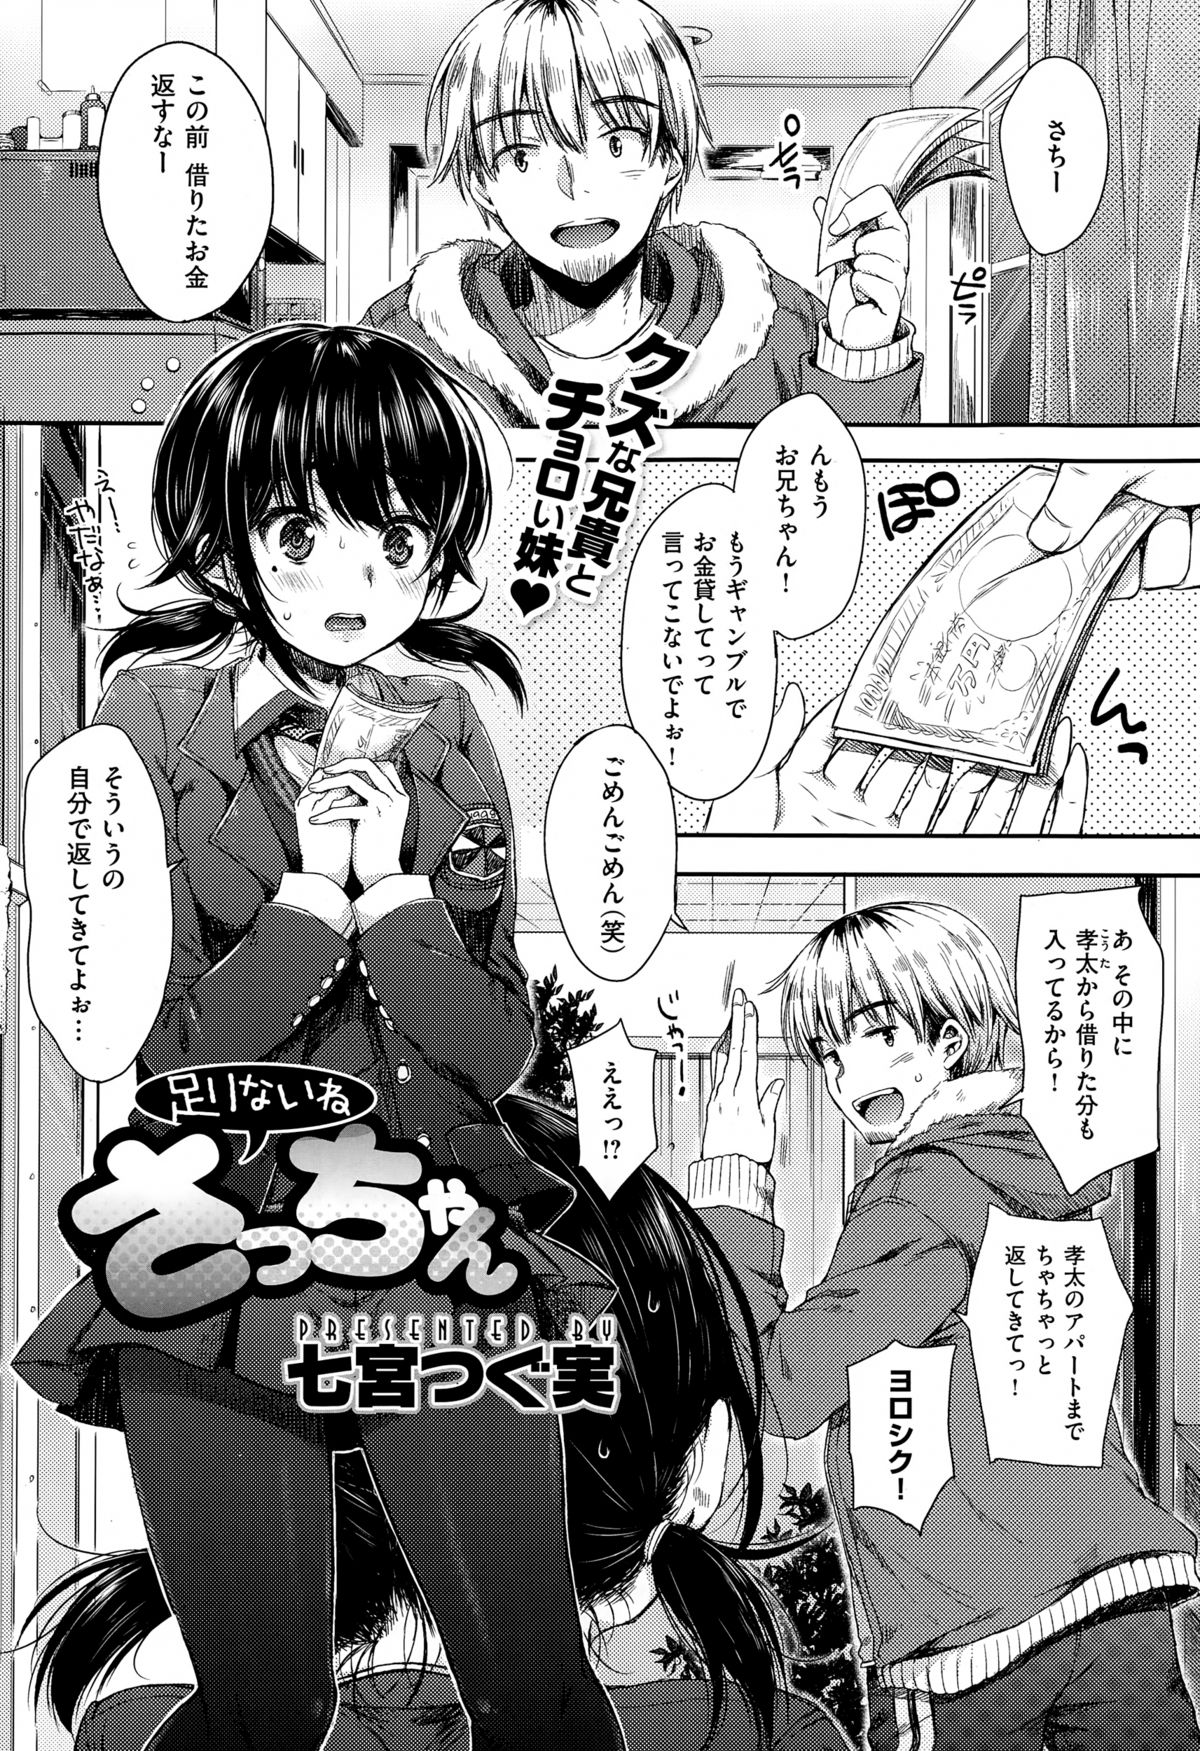 さちー
ピラ
ピラ
この前 借りたお金
返すなー
クズな兄貴と
チョロい妹♥
ぽ
んっ
んもう
お兄ちゃん!
もうギャンブルで
お金貸してって
言ってこないでよぉ!
ごめんごめん(笑)
えー…
やだなぁ…
そういうの
自分で返してきてよぉ…
あ その中に
孝太から借りた分も
こうた
入ってるから!
じゃっー!
ええっ!?
孝太のアパートまで
ちゃちゃっと
返してきてっ!
ヨロシク!
足りないね
さっちゃん
PRESENTED BY
七宮つぐ実